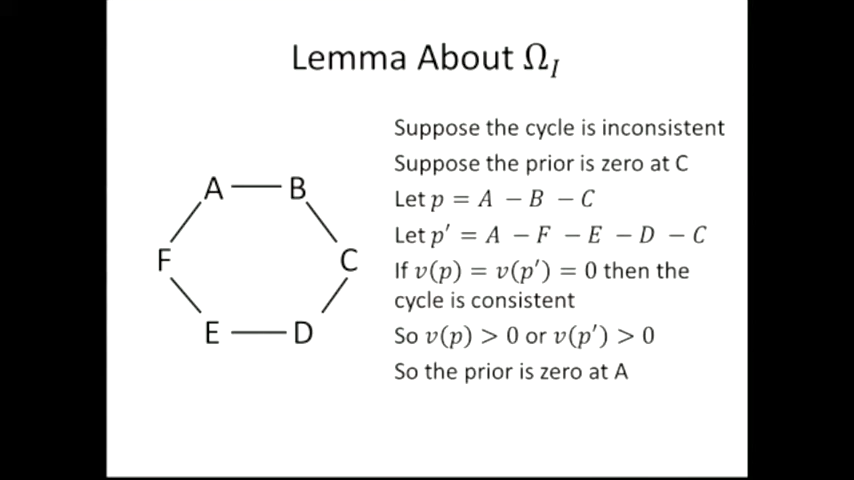 Lemma About Ω_I
Suppose the cycle is inconsistent
Suppose the prior is zero at C
Let p = A − B − C
Let p′ = A − F − E − D − C
If v(p) = v(p′) = 0 then the
cycle is consistent
So v(p) > 0 or v(p′) > 0
So the prior is zero at A
A B
F C
E D